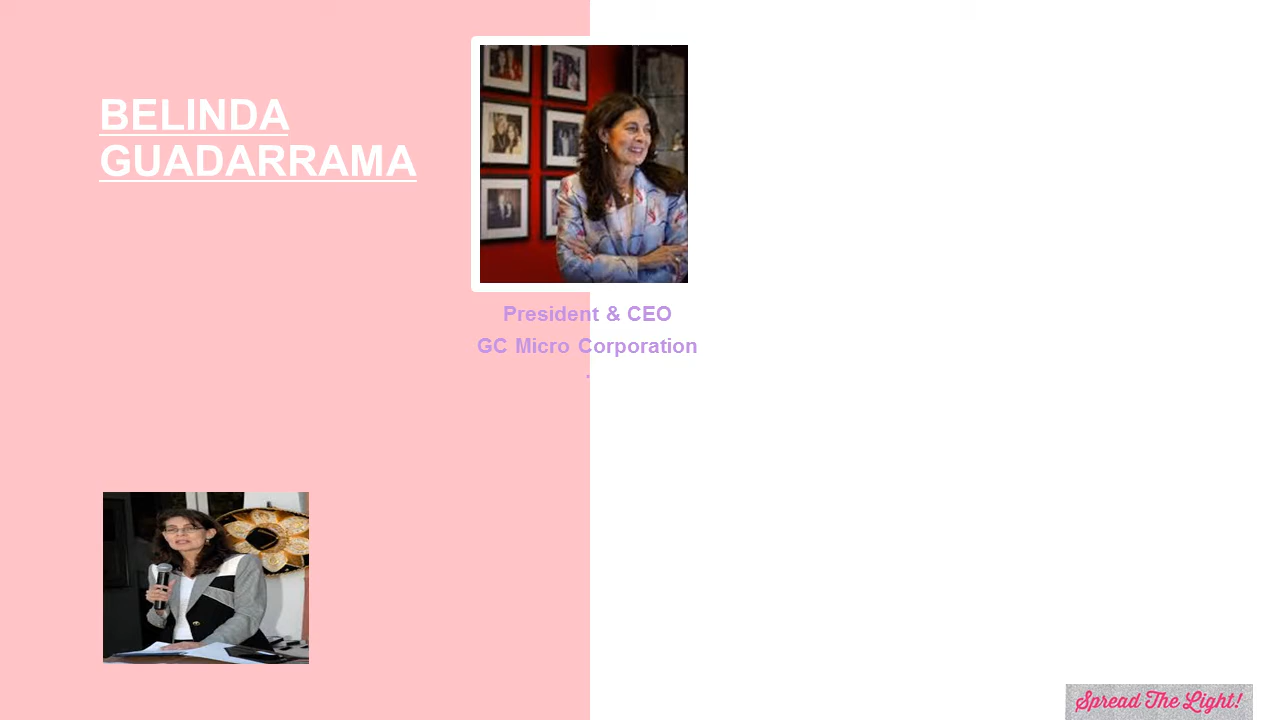 BELINDA
GUADARRAMA
President & CEO
GC Micro Corporation
.
Spread The Light!